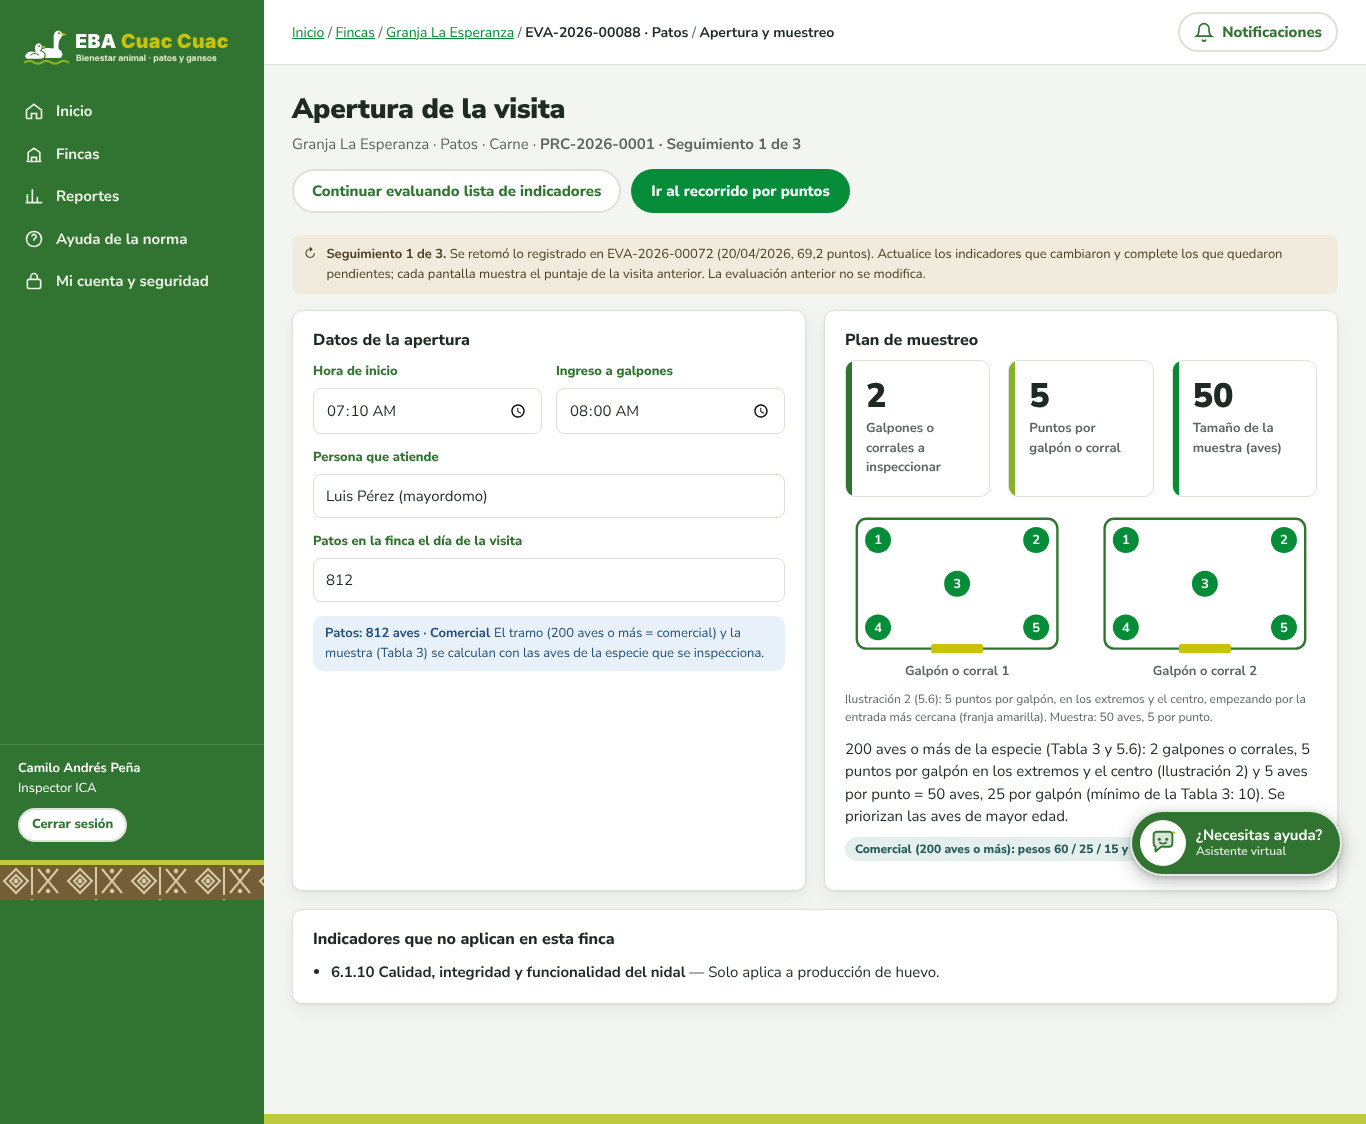 EBA Cuac Cuac
Bienestar animal · patos y gansos
Inicio
Fincas
Reportes
Ayuda de la norma
Mi cuenta y seguridad
Camilo Andrés Peña
Inspector ICA
Cerrar sesión
Inicio / Fincas / Granja La Esperanza / EVA-2026-00088 · Patos / Apertura y muestreo
Notificaciones
Apertura de la visita
Granja La Esperanza · Patos · Carne · PRC-2026-0001 · Seguimiento 1 de 3
Continuar evaluando lista de indicadores
Ir al recorrido por puntos
Seguimiento 1 de 3. Se retomó lo registrado en EVA-2026-00072 (20/04/2026, 69,2 puntos). Actualice los indicadores que cambiaron y complete los que quedaron
pendientes; cada pantalla muestra el puntaje de la visita anterior. La evaluación anterior no se modifica.
Datos de la apertura
Hora de inicio
Ingreso a galpones
07:10 AM
08:00 AM
Persona que atiende
Luis Pérez (mayordomo)
Patos en la finca el día de la visita
812
Patos: 812 aves · Comercial El tramo (200 aves o más = comercial) y la
muestra (Tabla 3) se calculan con las aves de la especie que se inspecciona.
Plan de muestreo
2
Galpones o
corrales a
inspeccionar
5
Puntos por
galpón o corral
50
Tamaño de la
muestra (aves)
1
2
3
4
5
Galpón o corral 1
1
2
3
4
5
Galpón o corral 2
Ilustración 2 (5.6): 5 puntos por galpón, en los extremos y el centro, empezando por la
entrada más cercana (franja amarilla). Muestra: 50 aves, 5 por punto.
200 aves o más de la especie (Tabla 3 y 5.6): 2 galpones o corrales, 5
puntos por galpón en los extremos y el centro (Ilustración 2) y 5 aves
por punto = 50 aves, 25 por galpón (mínimo de la Tabla 3: 10). Se
priorizan las aves de mayor edad.
Comercial (200 aves o más): pesos 60 / 25 / 15 y
¿Necesitas ayuda?
Asistente virtual
Indicadores que no aplican en esta finca
• 6.1.10 Calidad, integridad y funcionalidad del nidal — Solo aplica a producción de huevo.